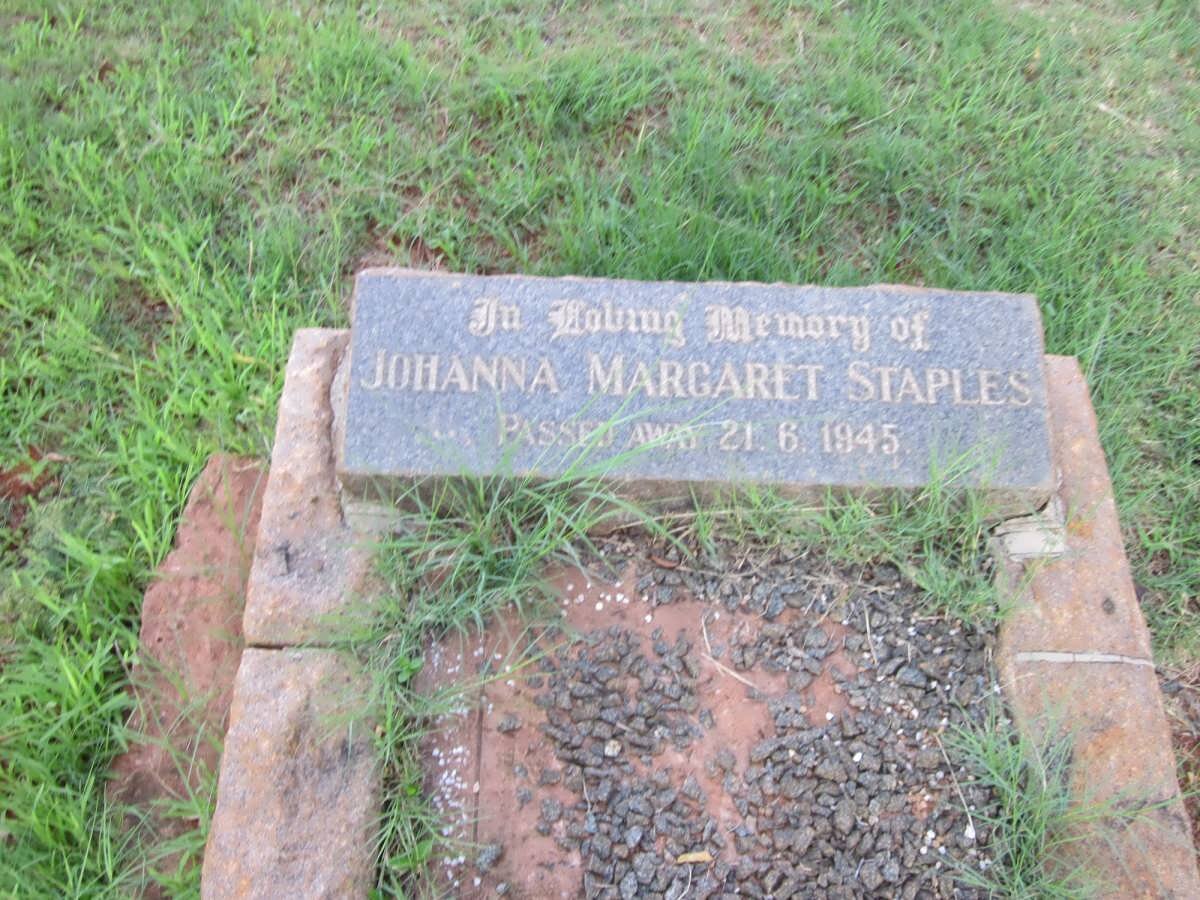 In Loving Memory of
JOHANNA MARGARET STAPLES
PASSED AWAY 21. 6. 1945.